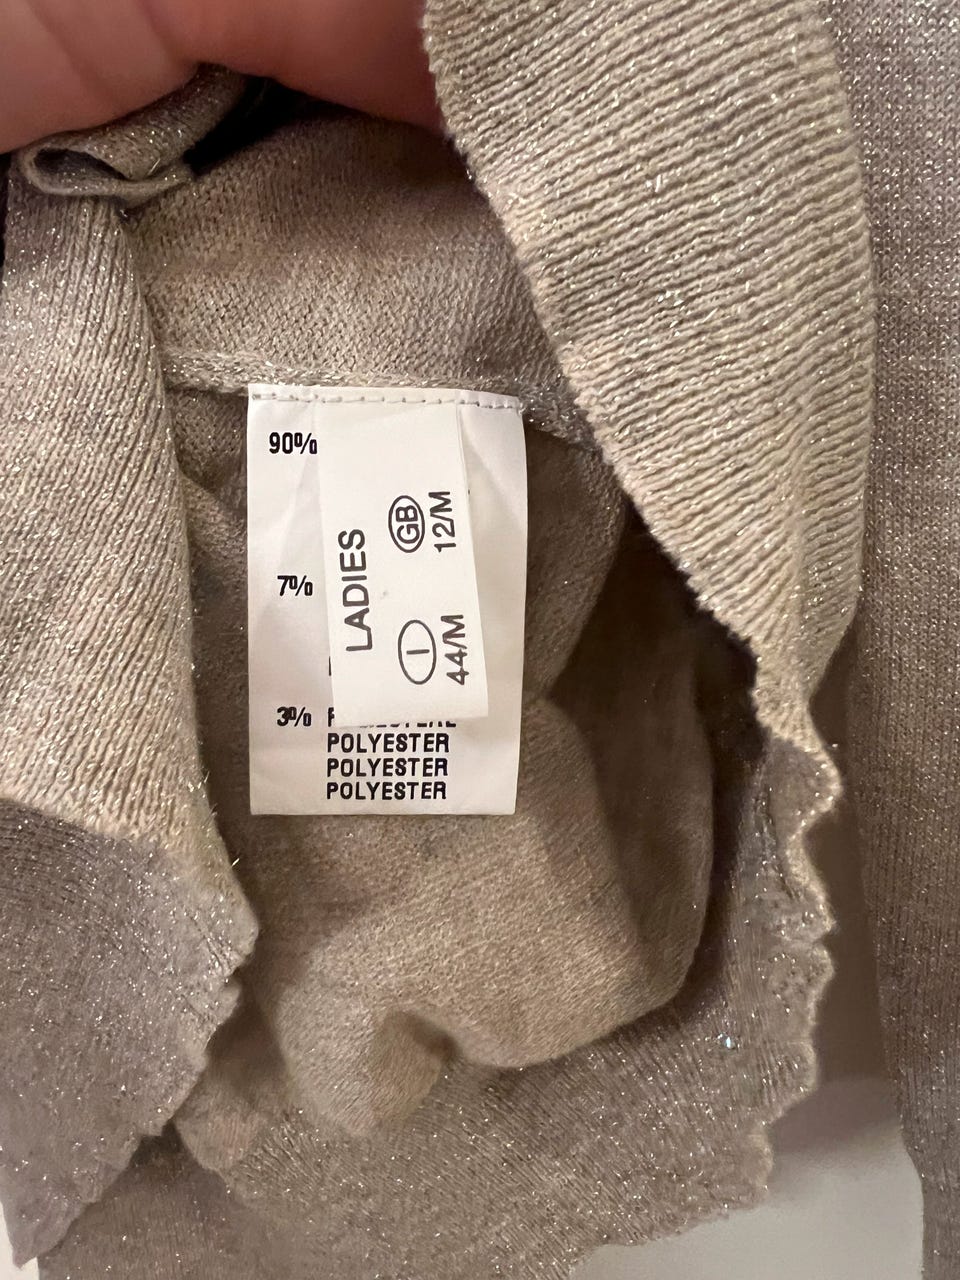 90%
7%
3%
POLYESTER
POLYESTER
POLYESTER
LADIES
I GB
44/M 12/M